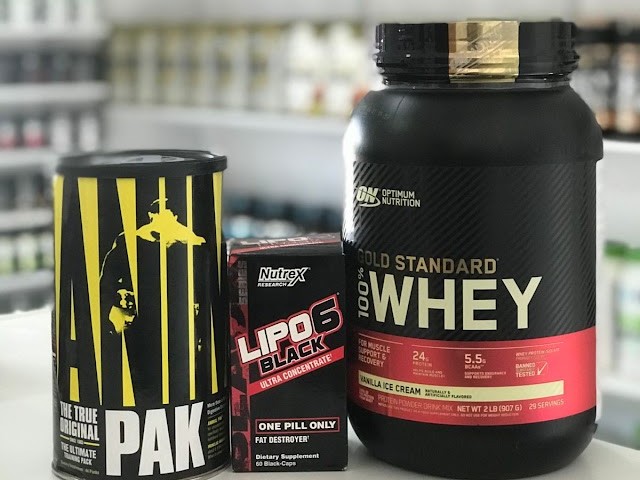 ANI
THE TRUE
ORIGINAL
SINCE 1983
THE ULTIMATE
TRAINING PACK
PAK
Nutrex
RESEARCH
LIPO6
BLACK
ULTRA CONCENTRATE
ONE PILL ONLY
FAT DESTROYER
Dietary Supplement
60 Black-Caps
ON OPTIMUM
NUTRITION
GOLD STANDARD
100% WHEY
FOR MUSCLE
SUPPORT &
RECOVERY
24g
PROTEIN
5.5g
BCAAs
BANNED
TESTED
VANILLA ICE CREAM
NATURALLY &
ARTIFICIALLY FLAVORED
PROTEIN POWDER DRINK MIX
NET WT 2 LB (907 G)
29 SERVINGS